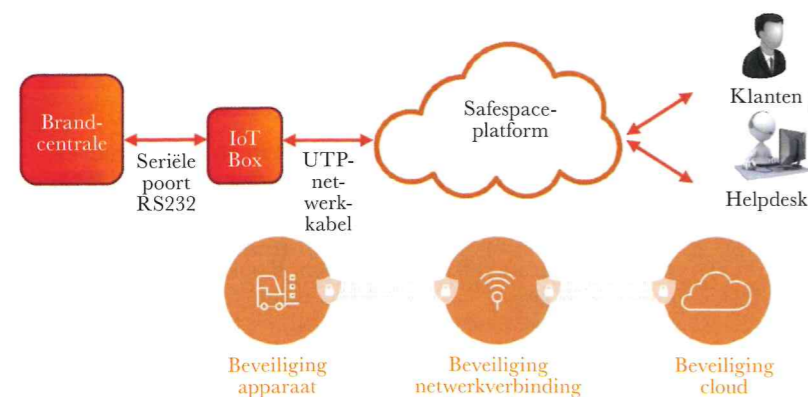 Brand-
centrale
Seriële
poort
RS232
IoT
Box
UTP-
net-
werk-
kabel
Safespace-
platform
Klanten
Helpdesk
Beveiliging
apparaat
Beveiliging
netwerkverbinding
Beveiliging
cloud